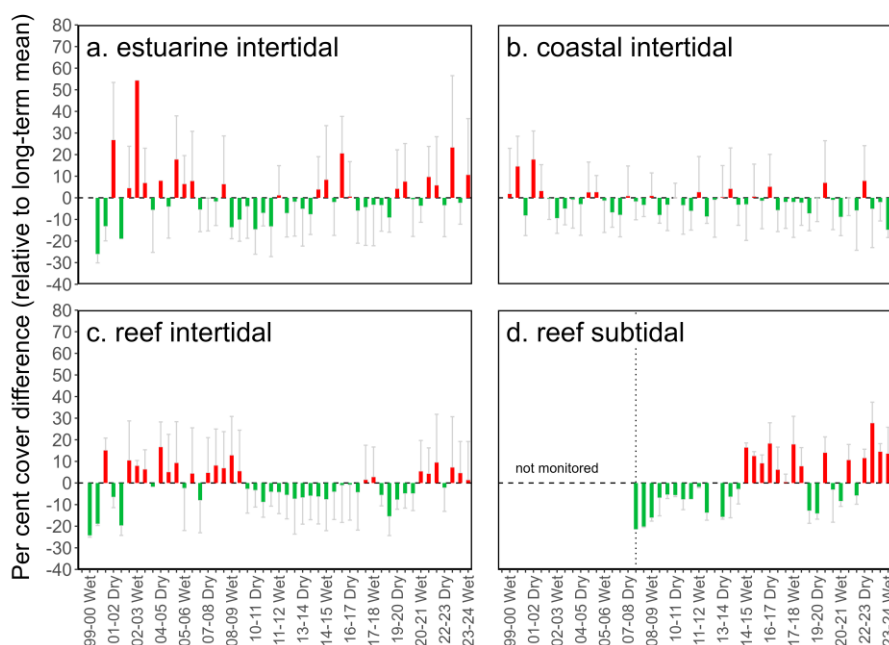 Per cent cover difference (relative to long-term mean)
80
70
60
50
40
30
20
10
0
-10
-20
-30
-40
a. estuarine intertidal
b. coastal intertidal
80
70
60
50
40
30
20
10
0
-10
-20
-30
-40
c. reef intertidal
d. reef subtidal
not monitored
99-00 Wet
01-02 Dry
02-03 Wet
04-05 Dry
05-06 Wet
07-08 Dry
08-09 Wet
10-11 Dry
11-12 Wet
13-14 Dry
14-15 Wet
16-17 Dry
17-18 Wet
19-20 Dry
20-21 Wet
22-23 Dry
23-24 Wet
99-00 Wet
01-02 Dry
02-03 Wet
04-05 Dry
05-06 Wet
07-08 Dry
08-09 Wet
10-11 Dry
11-12 Wet
13-14 Dry
14-15 Wet
16-17 Dry
17-18 Wet
19-20 Dry
20-21 Wet
22-23 Dry
23-24 Wet